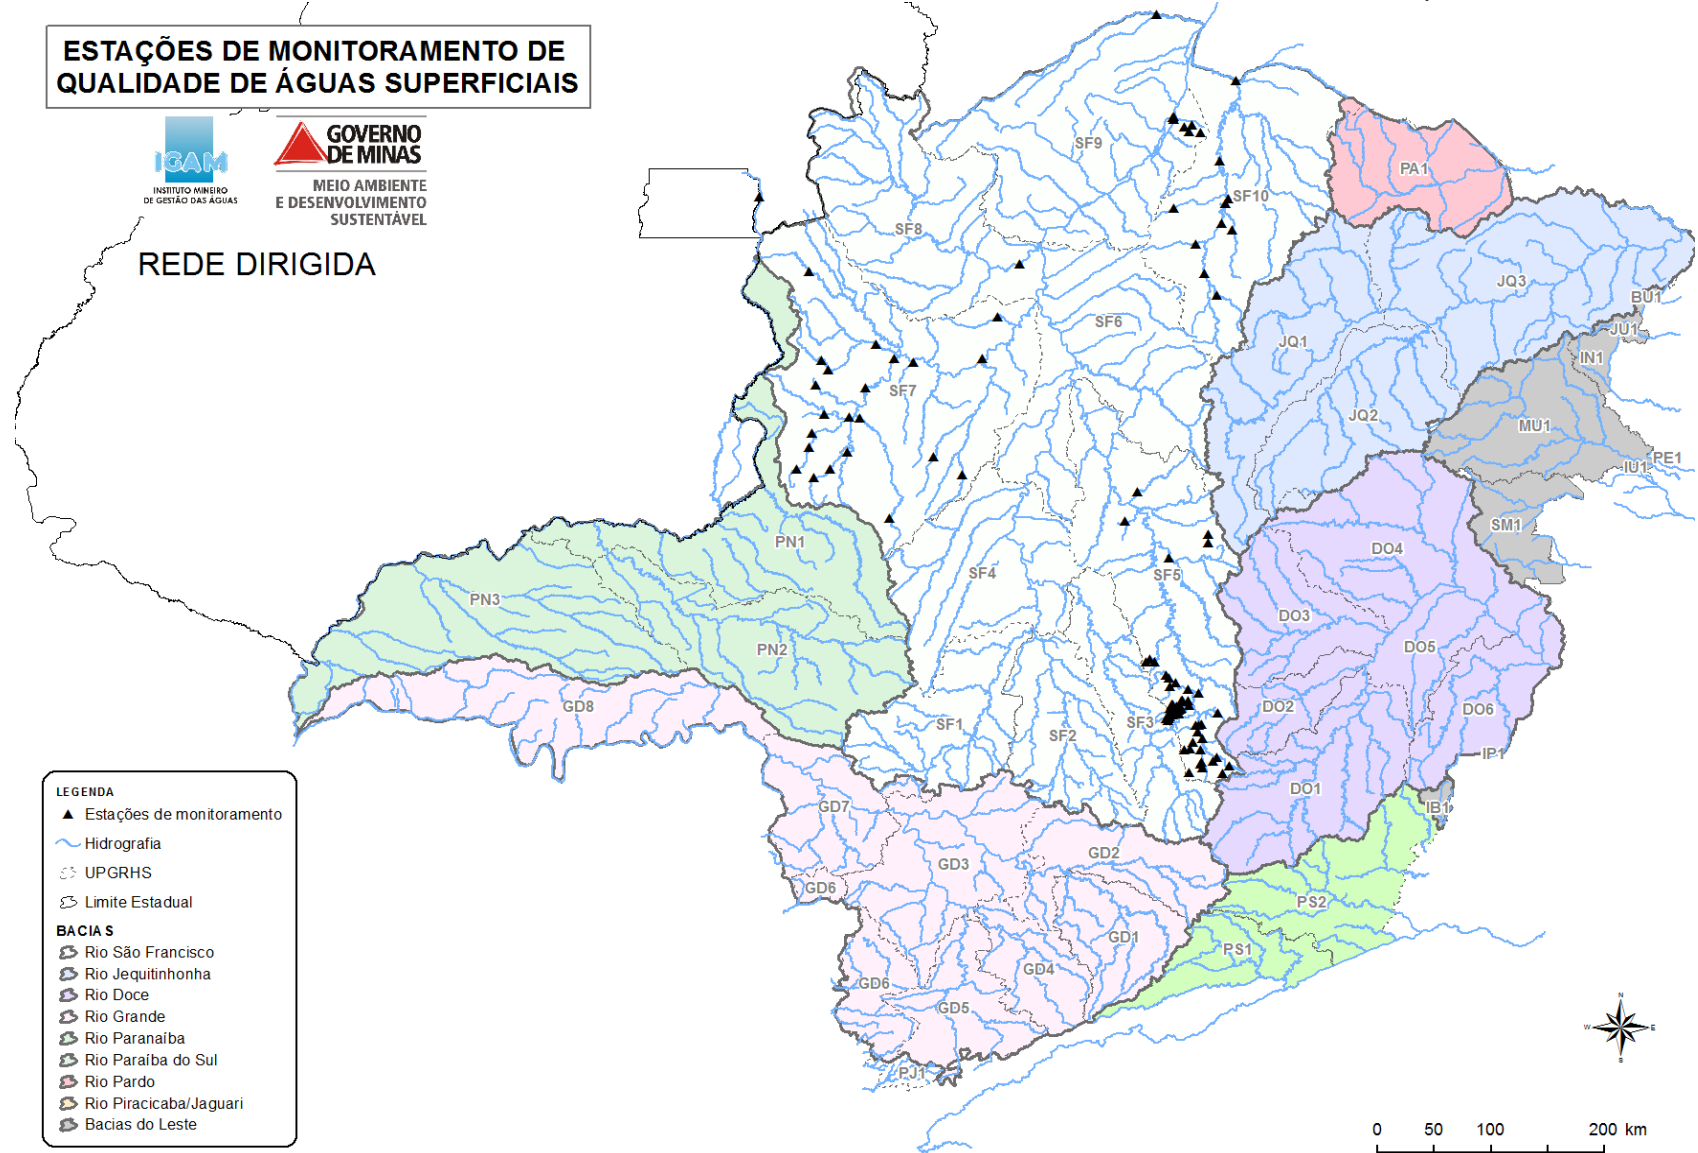 ESTAÇÕES DE MONITORAMENTO DE
QUALIDADE DE ÁGUAS SUPERFICIAIS
IGAM
INSTITUTO MINEIRO
DE GESTÃO DAS ÁGUAS
GOVERNO
DE MINAS
MEIO AMBIENTE
E DESENVOLVIMENTO
SUSTENTÁVEL
REDE DIRIGIDA
SF9
PA1
SF10
SF8
JQ3
BU1
SF6
JU1
JQ1
IN1
SF7
JQ2
MU1
PE1
IU1
SM1
PN1
DO4
SF4
SF5
PN3
DO3
DO5
PN2
GD8
DO2
DO6
SF1
SF3
SF2
IP1
DO1
GD7
IB1
GD2
GD3
GD6
PS2
GD1
PS1
GD4
GD6
GD5
PJ1
LEGENDA
Estações de monitoramento
Hidrografia
UPGRHS
Limite Estadual
BACIAS
Rio São Francisco
Rio Jequitinhonha
Rio Doce
Rio Grande
Rio Paranaíba
Rio Paraíba do Sul
Rio Pardo
Rio Piracicaba/Jaguari
Bacias do Leste
N
W E
S
0 50 100 200 km